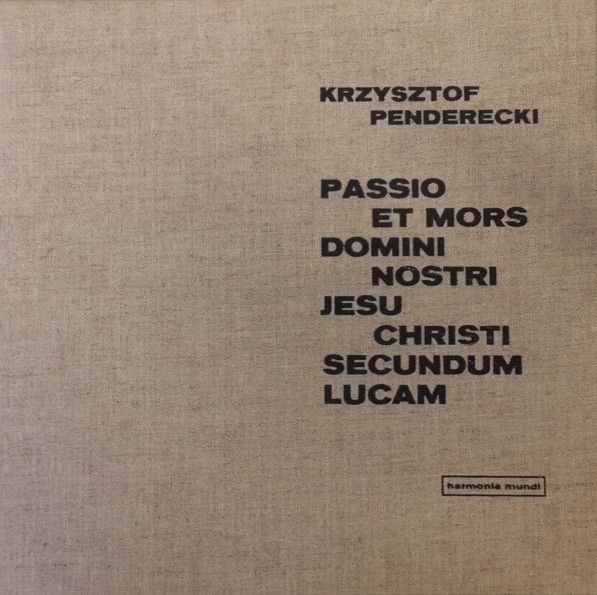 KRZYSZTOF
PENDERECKI
PASSIO
ET MORS
DOMINI
NOSTRI
JESU
CHRISTI
SECUNDUM
LUCAM
harmonia mundi